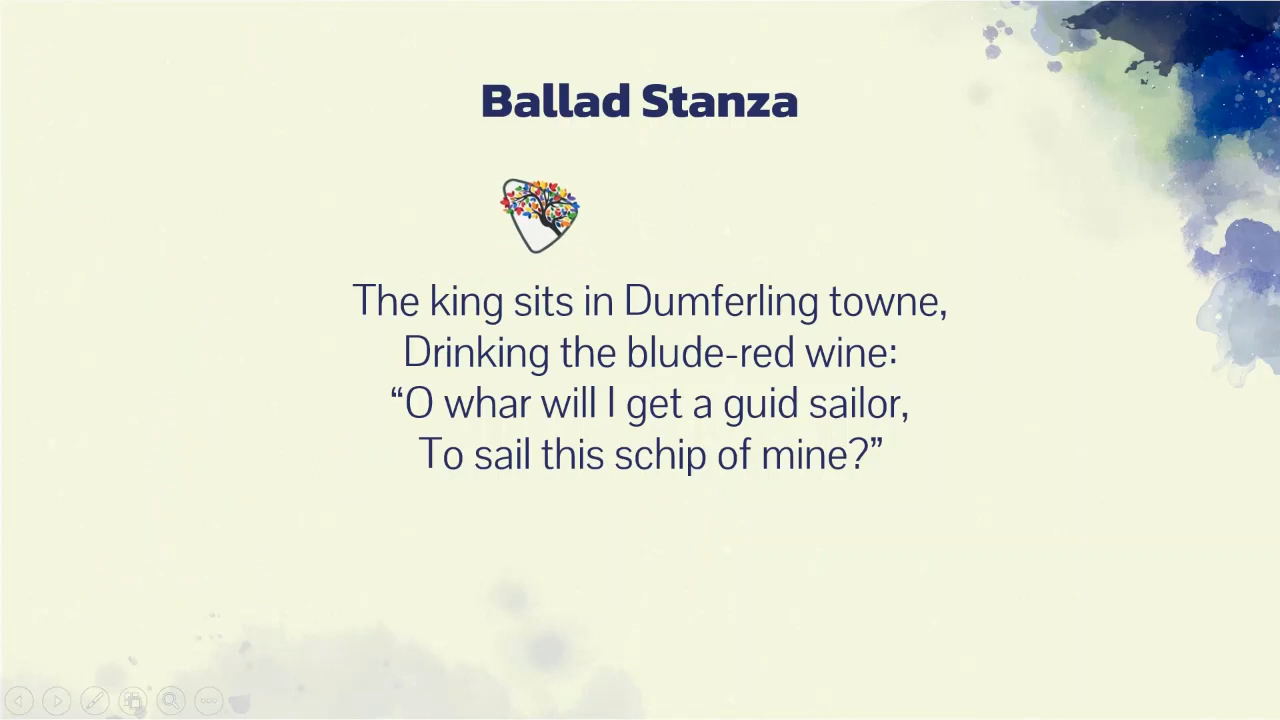 Ballad Stanza
The king sits in Dumferling towne,
Drinking the blude-red wine:
“O whar will I get a guid sailor,
To sail this schip of mine?”